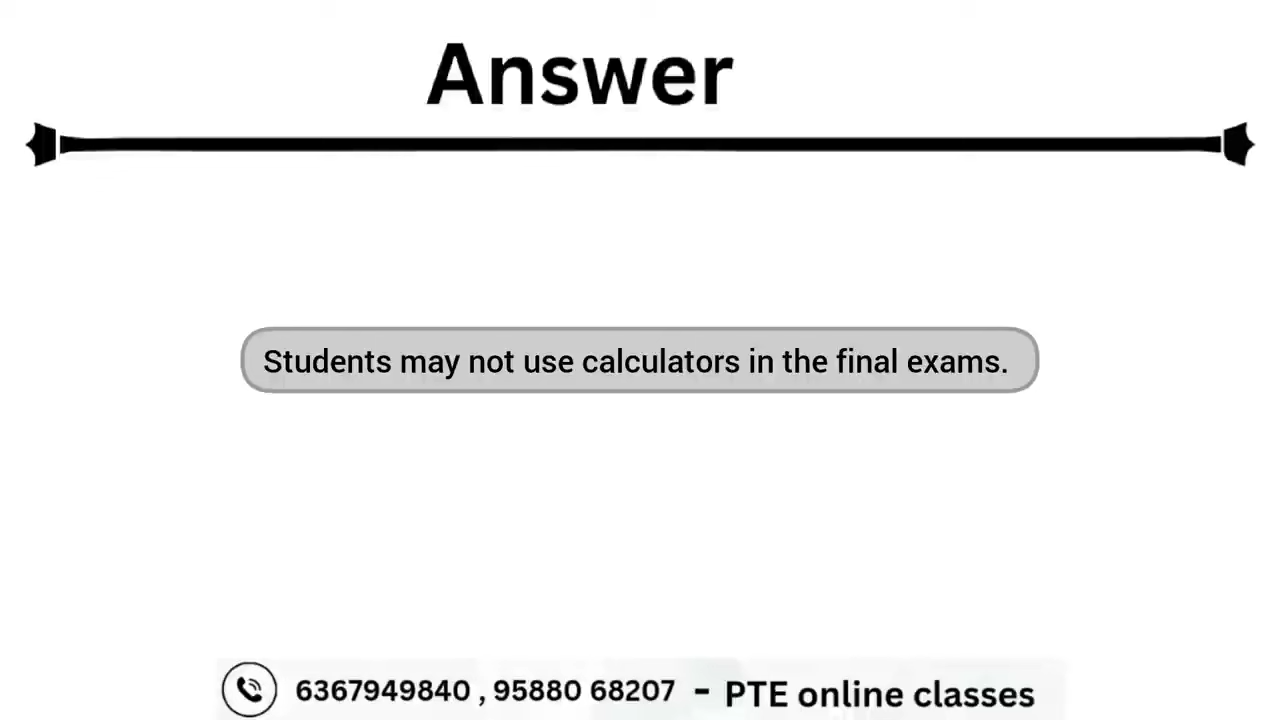 Answer
Students may not use calculators in the final exams.
6367949840 , 95880 68207 - PTE online classes